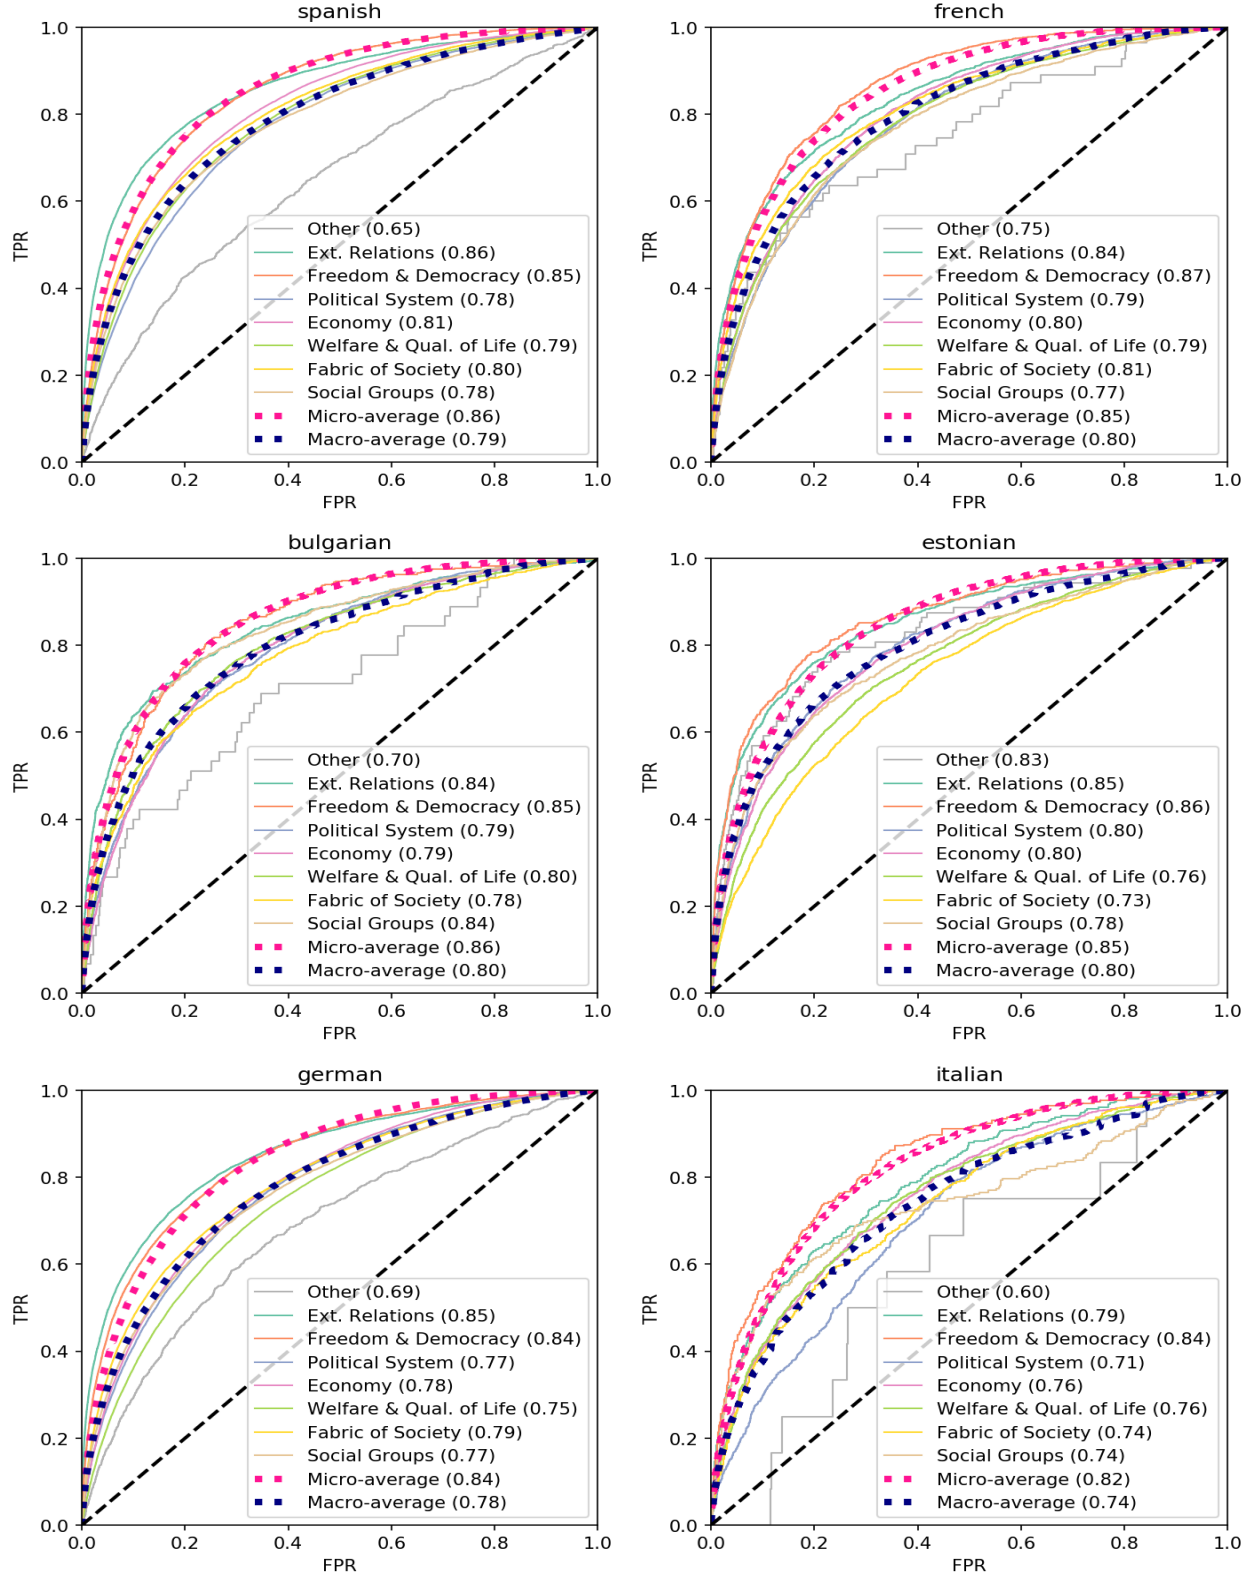 spanish
1.0
0.8
0.6
0.4
0.2
0.0
TPR
Other (0.65)
Ext. Relations (0.86)
Freedom & Democracy (0.85)
Political System (0.78)
Economy (0.81)
Welfare & Qual. of Life (0.79)
Fabric of Society (0.80)
Social Groups (0.78)
Micro-average (0.86)
Macro-average (0.79)
0.0 0.2 0.4 0.6 0.8 1.0
FPR
french
1.0
0.8
0.6
0.4
0.2
0.0
TPR
Other (0.75)
Ext. Relations (0.84)
Freedom & Democracy (0.87)
Political System (0.79)
Economy (0.80)
Welfare & Qual. of Life (0.79)
Fabric of Society (0.81)
Social Groups (0.77)
Micro-average (0.85)
Macro-average (0.80)
0.0 0.2 0.4 0.6 0.8 1.0
FPR
bulgarian
1.0
0.8
0.6
0.4
0.2
0.0
TPR
Other (0.70)
Ext. Relations (0.84)
Freedom & Democracy (0.85)
Political System (0.79)
Economy (0.79)
Welfare & Qual. of Life (0.80)
Fabric of Society (0.78)
Social Groups (0.84)
Micro-average (0.86)
Macro-average (0.80)
0.0 0.2 0.4 0.6 0.8 1.0
FPR
estonian
1.0
0.8
0.6
0.4
0.2
0.0
TPR
Other (0.83)
Ext. Relations (0.85)
Freedom & Democracy (0.86)
Political System (0.80)
Economy (0.80)
Welfare & Qual. of Life (0.76)
Fabric of Society (0.73)
Social Groups (0.78)
Micro-average (0.85)
Macro-average (0.80)
0.0 0.2 0.4 0.6 0.8 1.0
FPR
german
1.0
0.8
0.6
0.4
0.2
0.0
TPR
Other (0.69)
Ext. Relations (0.85)
Freedom & Democracy (0.84)
Political System (0.77)
Economy (0.78)
Welfare & Qual. of Life (0.75)
Fabric of Society (0.79)
Social Groups (0.77)
Micro-average (0.84)
Macro-average (0.78)
0.0 0.2 0.4 0.6 0.8 1.0
FPR
italian
1.0
0.8
0.6
0.4
0.2
0.0
TPR
Other (0.60)
Ext. Relations (0.79)
Freedom & Democracy (0.84)
Political System (0.71)
Economy (0.76)
Welfare & Qual. of Life (0.76)
Fabric of Society (0.74)
Social Groups (0.74)
Micro-average (0.82)
Macro-average (0.74)
0.0 0.2 0.4 0.6 0.8 1.0
FPR